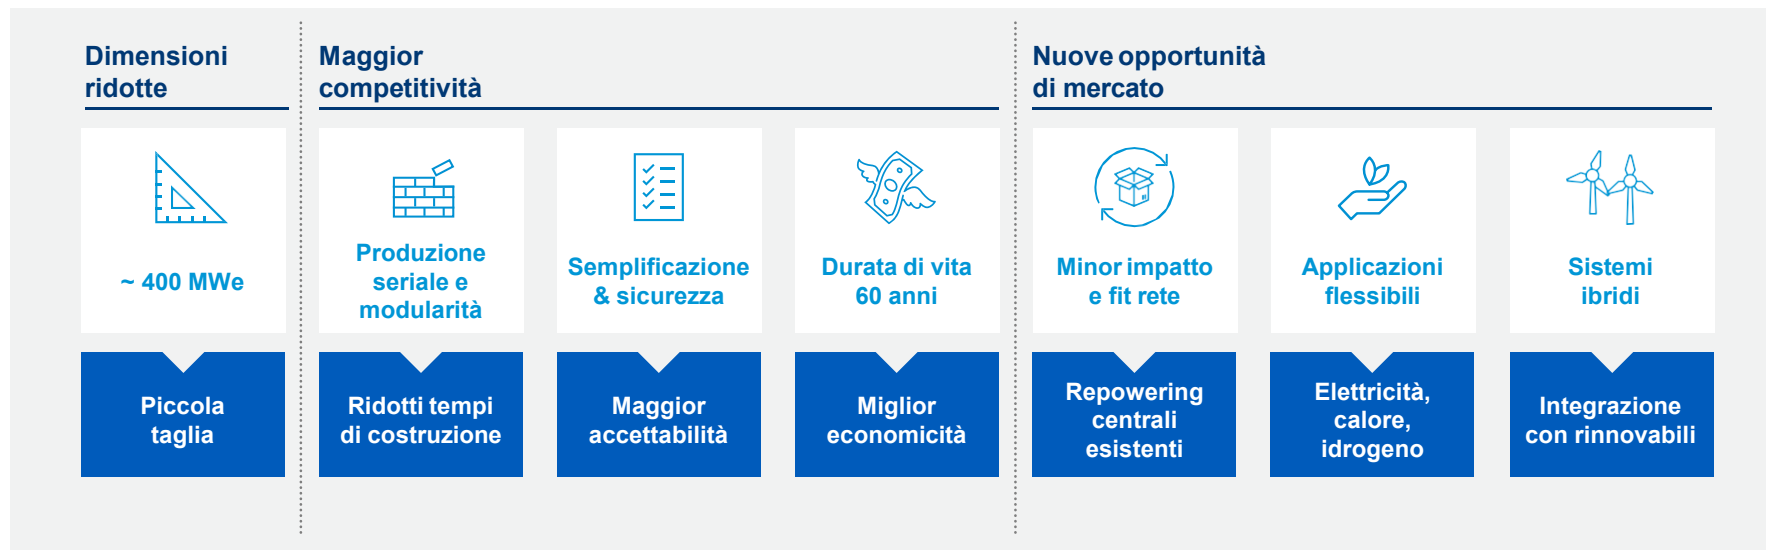 Dimensioni
ridotte
~ 400 MWe
Piccola
taglia
Maggior
competitività
Produzione
seriale e
modularità
Ridotti tempi
di costruzione
Semplificazione
& sicurezza
Maggior
accettabilità
Durata di vita
60 anni
Miglior
economicità
Nuove opportunità
di mercato
Minor impatto
e fit rete
Repowering
centrali
esistenti
Applicazioni
flessibili
Elettricità,
calore,
idrogeno
Sistemi
ibridi
Integrazione
con rinnovabili